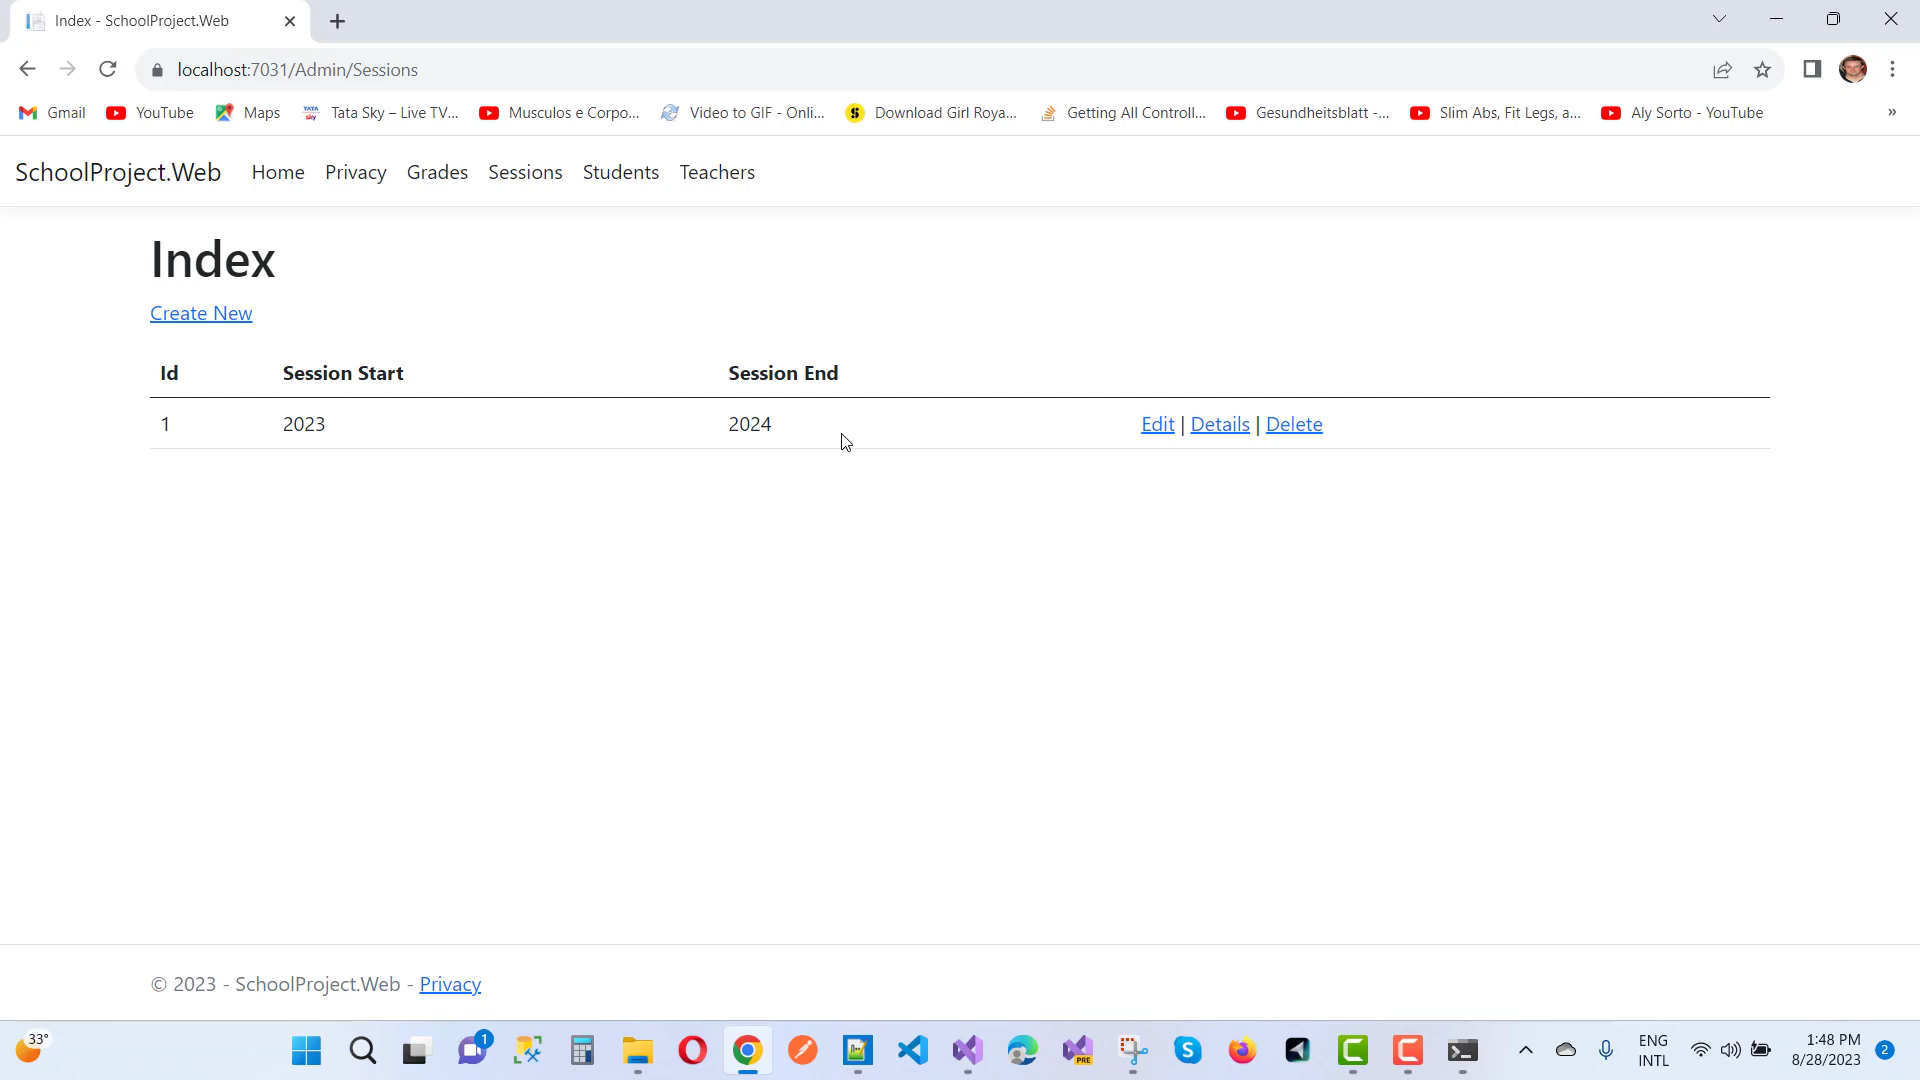 Index - SchoolProject.Web
localhost:7031/Admin/Sessions
Gmail YouTube Maps Tata Sky – Live TV... Musculos e Corpo... Video to GIF - Onli... Download Girl Roya... Getting All Controll... Gesundheitsblatt -... Slim Abs, Fit Legs, a... Aly Sorto - YouTube »
SchoolProject.Web Home Privacy Grades Sessions Students Teachers
Index
Create New
Id Session Start Session End
1 2023 2024 Edit | Details | Delete
© 2023 - SchoolProject.Web - Privacy
33° 1 PRE ENG INTL 1:48 PM 8/28/2023 2